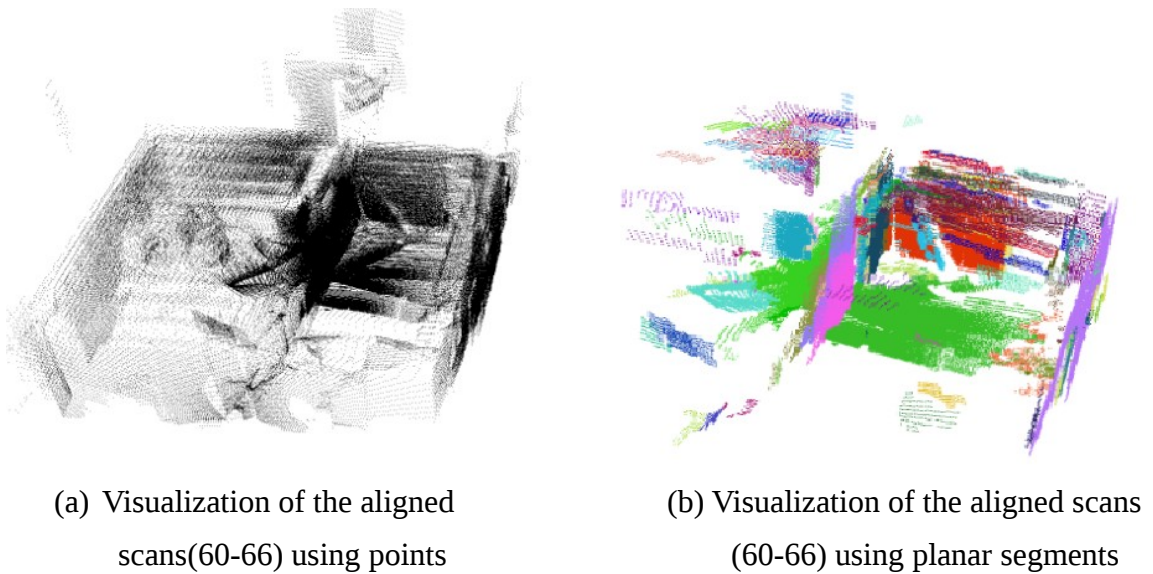 (a) Visualization of the aligned
scans(60-66) using points
(b) Visualization of the aligned scans
(60-66) using planar segments